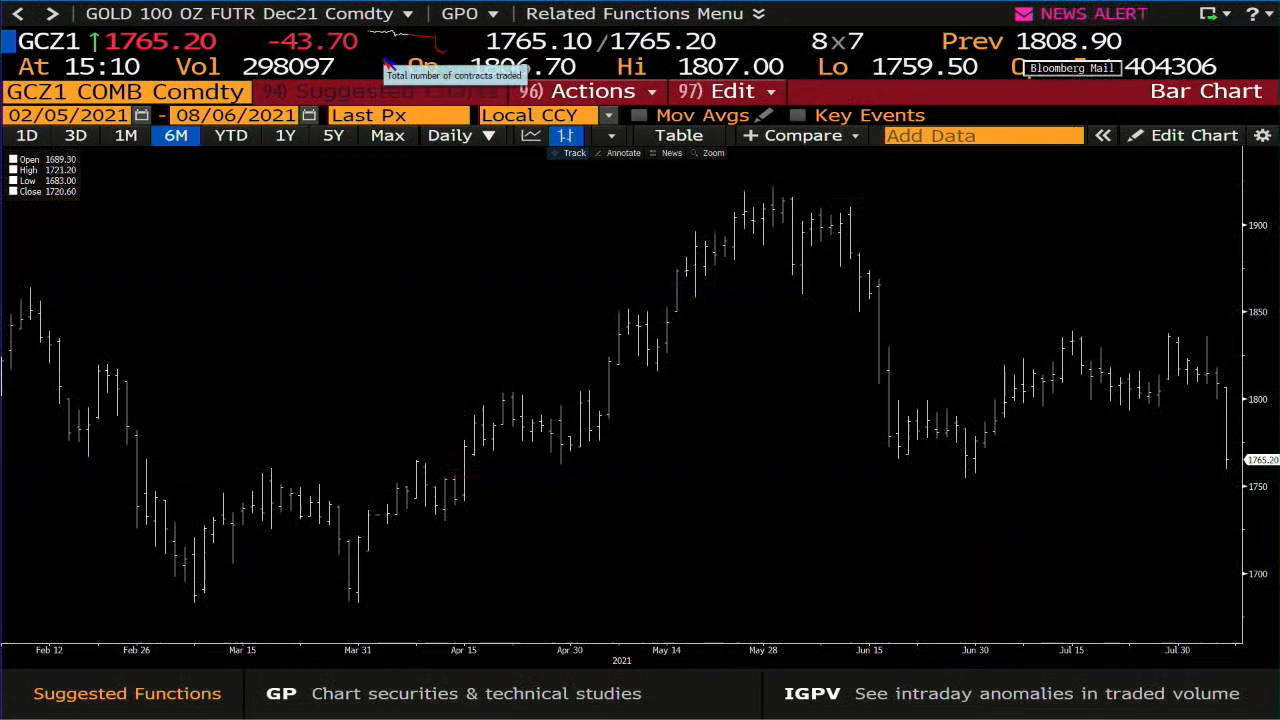 GOLD 100 OZ FUTR Dec21 Comdty GPO Related Functions Menu NEWS ALERT ?
GCZ1 ↑1765.20 -43.70 1765.10/1765.20 8x7 Prev 1808.90
At 15:10 Vol 298097 Op 1806.70 Hi 1807.00 Lo 1759.50 404306
Total number of contracts traded
Bloomberg Mail
GCZ1 COMB Comdty 94) Suggested Charts 96) Actions 97) Edit Bar Chart
02/05/2021 - 08/06/2021 Last Px Local CCY Mov Avgs Key Events
1D 3D 1M 6M YTD 1Y 5Y Max Daily ▼ Table + Compare Add Data « Edit Chart
Track Annotate News Zoom
Open 1689.30
High 1721.20
Low 1683.00
Close 1720.60
1900
1850
1800
1765.20
1750
1700
Feb 12 Feb 26 Mar 15 Mar 31 Apr 15 Apr 30 May 14 May 28 Jun 15 Jun 30 Jul 15 Jul 30
2021
Suggested Functions GP Chart securities & technical studies IGPV See intraday anomalies in traded volume